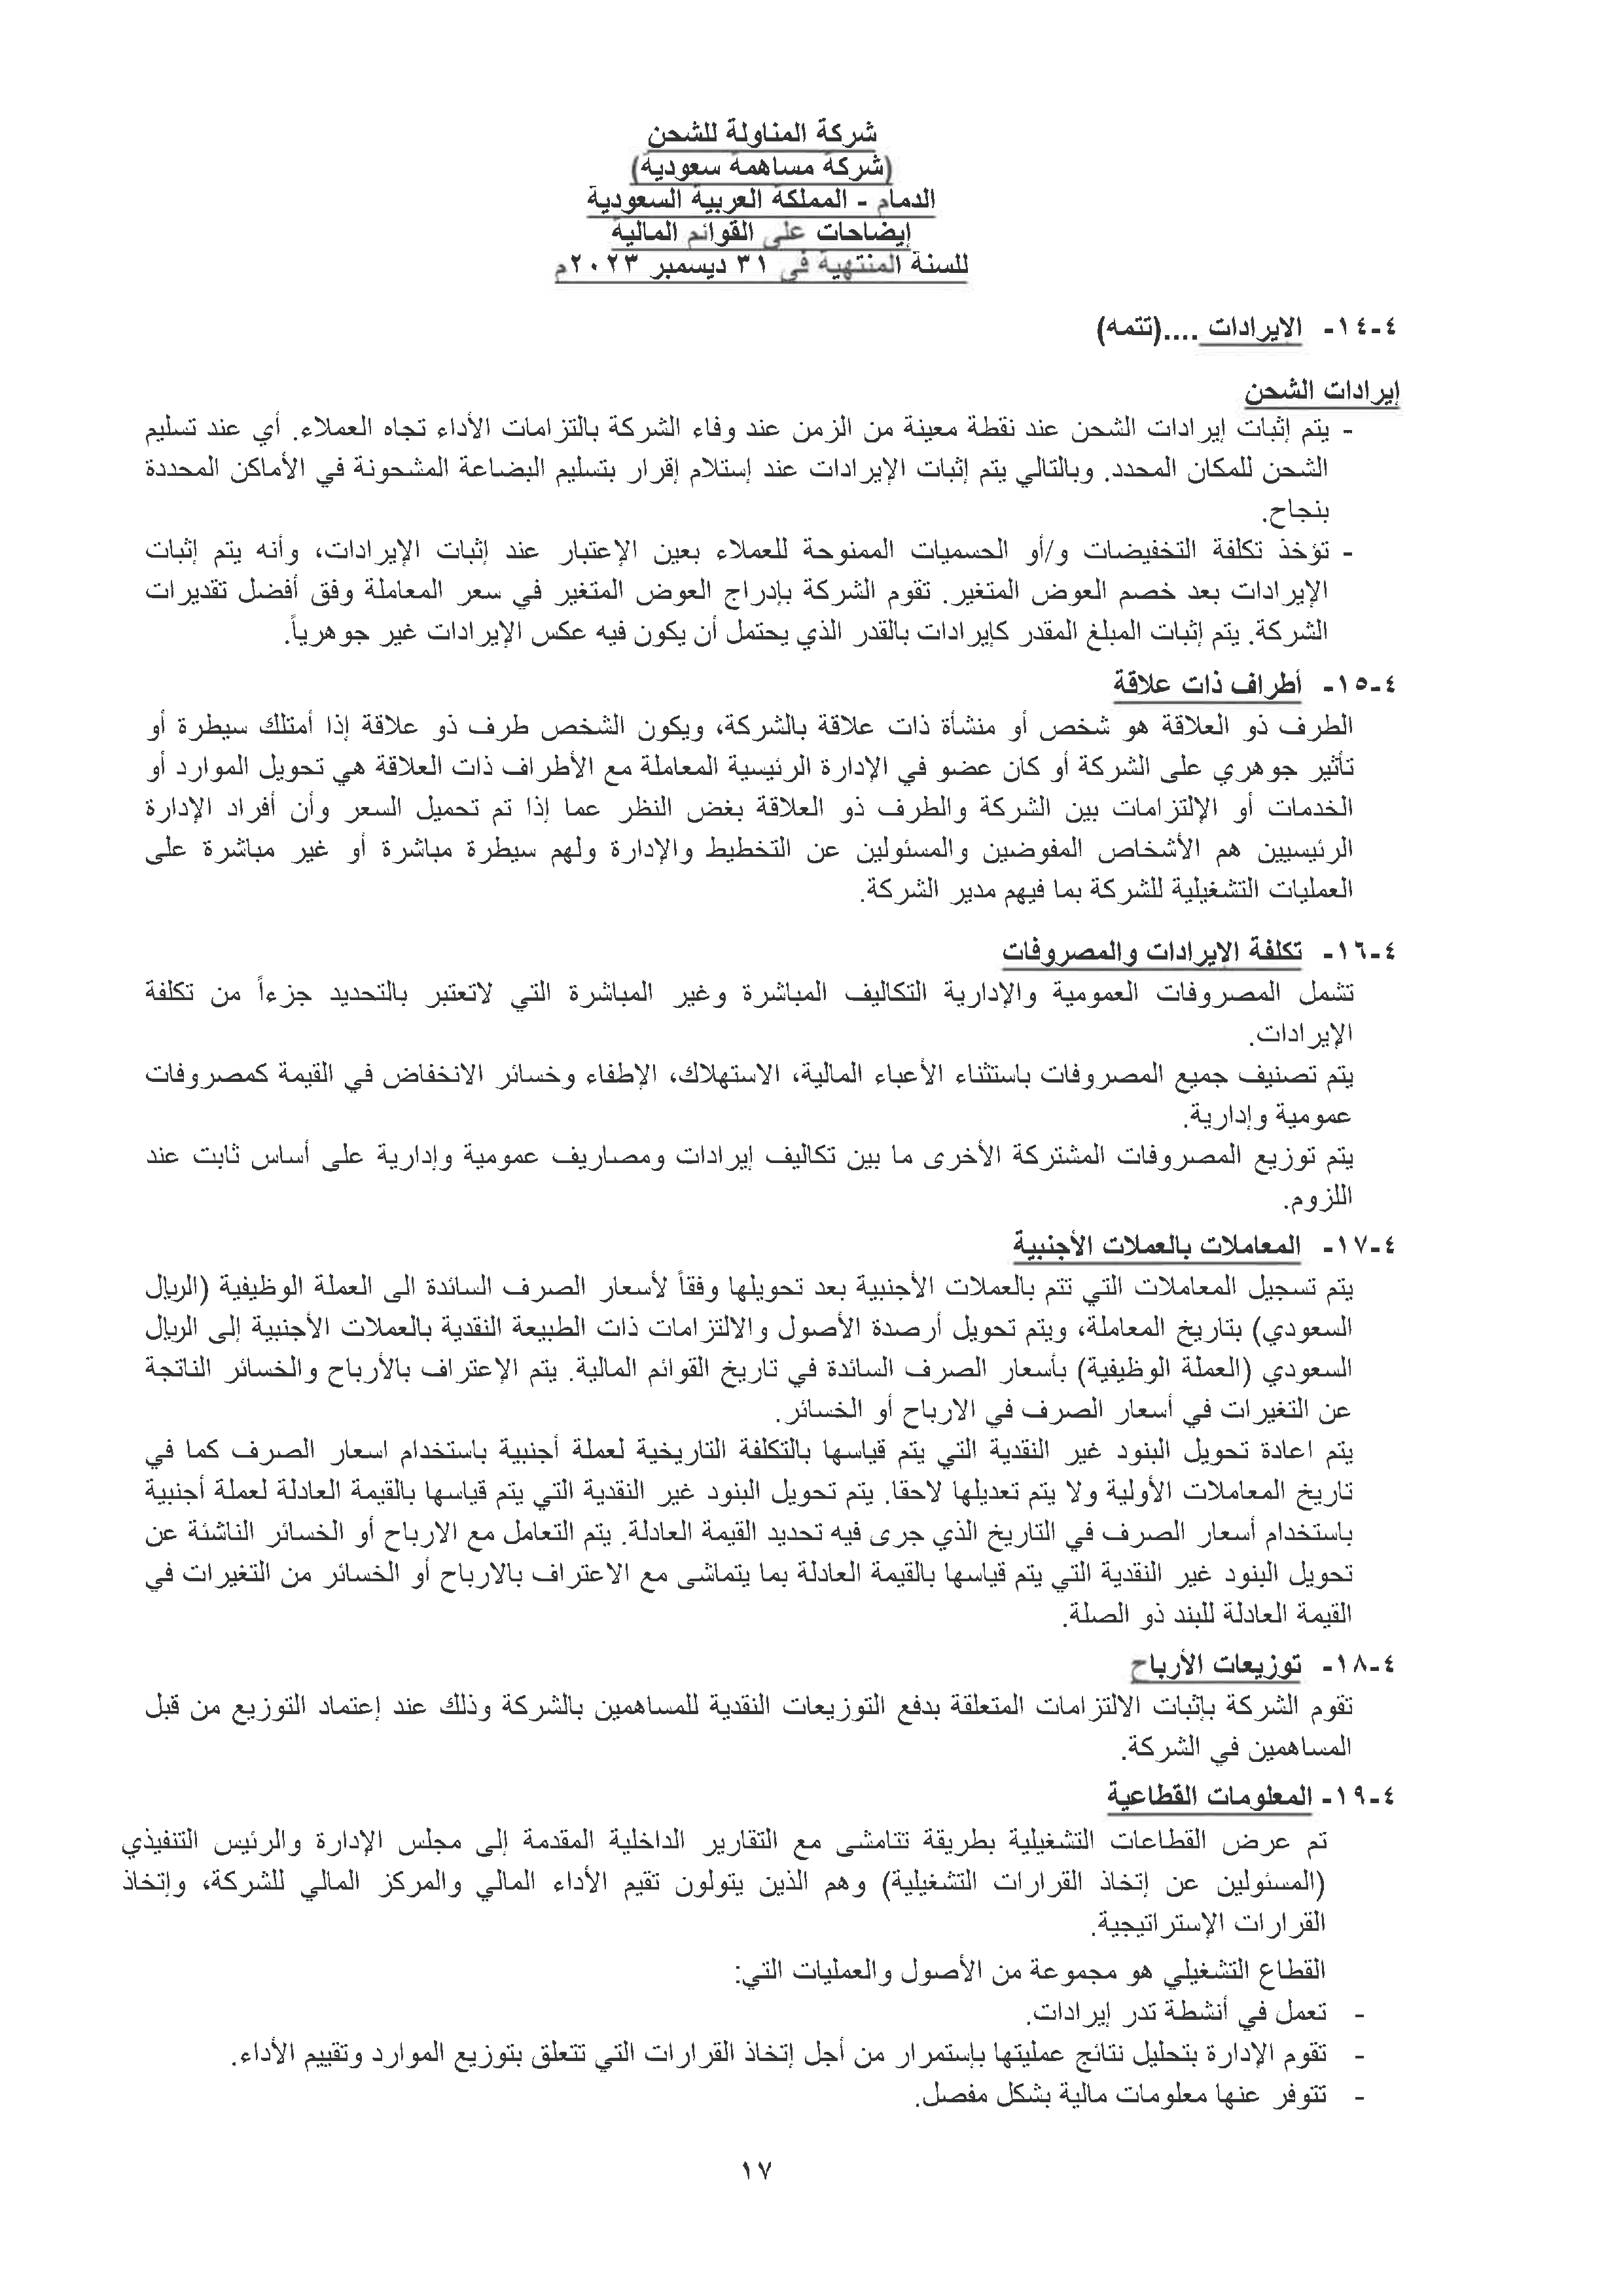 شركة المناولة للشحن
(شركة مساهمة سعودية)
الدمام - المملكة العربية السعودية
إيضاحات على القوائم المالية
للسنة المنتهية في ٣١ ديسمبر ٢٠٢٣م
٤-١٤- الإيرادات ....(تتمه)
إيرادات الشحن
- يتم إثبات إيرادات الشحن عند نقطة معينة من الزمن عند وفاء الشركة بالتزامات الأداء تجاه العملاء. أي عند تسليم
الشحن للمكان المحدد. وبالتالي يتم إثبات الإيرادات عند إستلام إقرار بتسليم البضاعة المشحونة في الأماكن المحددة
بنجاح.
- تؤخذ تكلفة التخفيضات و/أو الحسميات الممنوحة للعملاء بعين الإعتبار عند إثبات الإيرادات، وأنه يتم إثبات
الإيرادات بعد خصم العوض المتغير. تقوم الشركة بإدراج العوض المتغير في سعر المعاملة وفق أفضل تقديرات
الشركة. يتم إثبات المبلغ المقدر كإيرادات بالقدر الذي يحتمل أن يكون فيه عكس الإيرادات غير جوهرياً.
٤-١٥- أطراف ذات علاقة
الطرف ذو العلاقة هو شخص أو منشأة ذات علاقة بالشركة، ويكون الشخص طرف ذو علاقة إذا أمتلك سيطرة أو
تأثير جوهري على الشركة أو كان عضو في الإدارة الرئيسية المعاملة مع الأطراف ذات العلاقة هي تحويل الموارد أو
الخدمات أو الإلتزامات بين الشركة والطرف ذو العلاقة بغض النظر عما إذا تم تحميل السعر وأن أفراد الإدارة
الرئيسيين هم الأشخاص المفوضين والمسئولين عن التخطيط والإدارة ولهم سيطرة مباشرة أو غير مباشرة على
العمليات التشغيلية للشركة بما فيهم مدير الشركة.
٤-١٦- تكلفة الإيرادات والمصروفات
تشمل المصروفات العمومية والإدارية التكاليف المباشرة وغير المباشرة التي لاتعتبر بالتحديد جزءاً من تكلفة
الإيرادات.
يتم تصنيف جميع المصروفات باستثناء الأعباء المالية، الاستهلاك، الإطفاء وخسائر الانخفاض في القيمة كمصروفات
عمومية وإدارية.
يتم توزيع المصروفات المشتركة الأخرى ما بين تكاليف إيرادات ومصاريف عمومية وإدارية على أساس ثابت عند
اللزوم.
٤-١٧- المعاملات بالعملات الأجنبية
يتم تسجيل المعاملات التي تتم بالعملات الأجنبية بعد تحويلها وفقاً لأسعار الصرف السائدة الى العملة الوظيفية (الريال
السعودي) بتاريخ المعاملة، ويتم تحويل أرصدة الأصول والالتزامات ذات الطبيعة النقدية بالعملات الأجنبية إلى الريال
السعودي (العملة الوظيفية) بأسعار الصرف السائدة في تاريخ القوائم المالية. يتم الإعتراف بالأرباح والخسائر الناتجة
عن التغيرات في أسعار الصرف في الارباح أو الخسائر.
يتم اعادة تحويل البنود غير النقدية التي يتم قياسها بالتكلفة التاريخية لعملة أجنبية باستخدام اسعار الصرف كما في
تاريخ المعاملات الأولية ولا يتم تعديلها لاحقا. يتم تحويل البنود غير النقدية التي يتم قياسها بالقيمة العادلة لعملة أجنبية
باستخدام أسعار الصرف في التاريخ الذي جرى فيه تحديد القيمة العادلة. يتم التعامل مع الارباح أو الخسائر الناشئة عن
تحويل البنود غير النقدية التي يتم قياسها بالقيمة العادلة بما يتماشى مع الاعتراف بالارباح أو الخسائر من التغيرات في
القيمة العادلة للبند ذو الصلة.
٤-١٨- توزيعات الأرباح
تقوم الشركة بإثبات الالتزامات المتعلقة بدفع التوزيعات النقدية للمساهمين بالشركة وذلك عند إعتماد التوزيع من قبل
المساهمين في الشركة.
٤-١٩- المعلومات القطاعية
تم عرض القطاعات التشغيلية بطريقة تتامشى مع التقارير الداخلية المقدمة إلى مجلس الإدارة والرئيس التنفيذي
(المسئولين عن إتخاذ القرارات التشغيلية) وهم الذين يتولون تقيم الأداء المالي والمركز المالي للشركة، وإتخاذ
القرارات الإستراتيجية.
القطاع التشغيلي هو مجموعة من الأصول والعمليات التي:
- تعمل في أنشطة تدر إيرادات.
- تقوم الإدارة بتحليل نتائج عمليتها بإستمرار من أجل إتخاذ القرارات التي تتعلق بتوزيع الموارد وتقييم الأداء.
- تتوفر عنها معلومات مالية بشكل مفصل.
١٧